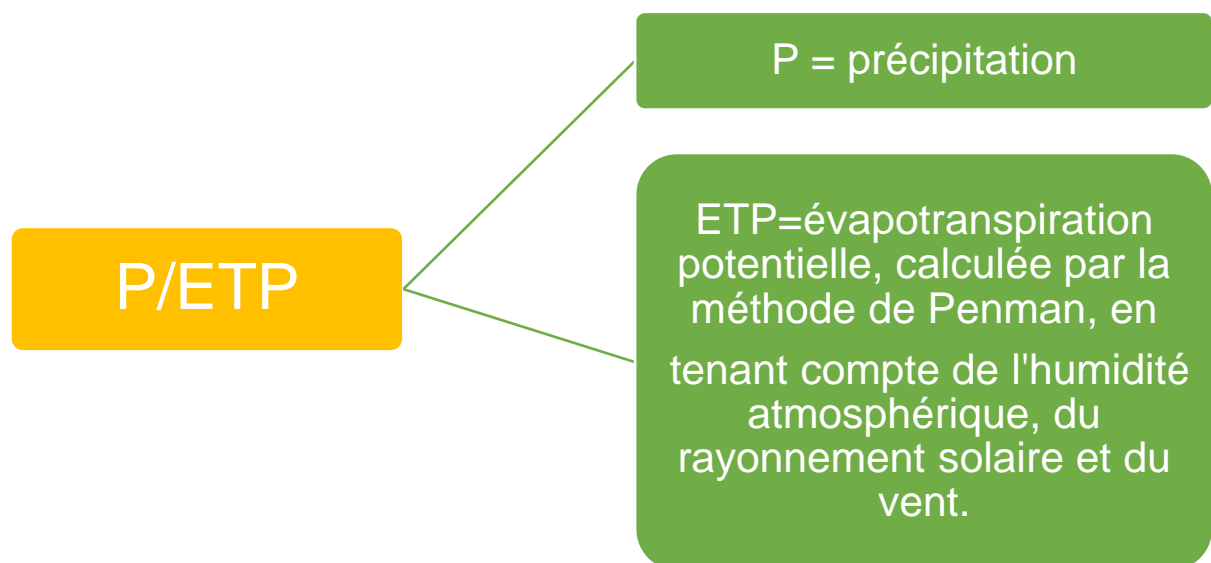 P = précipitation
P/ETP
ETP=évapotranspiration
potentielle, calculée par la
méthode de Penman, en
tenant compte de l'humidité
atmosphérique, du
rayonnement solaire et du
vent.